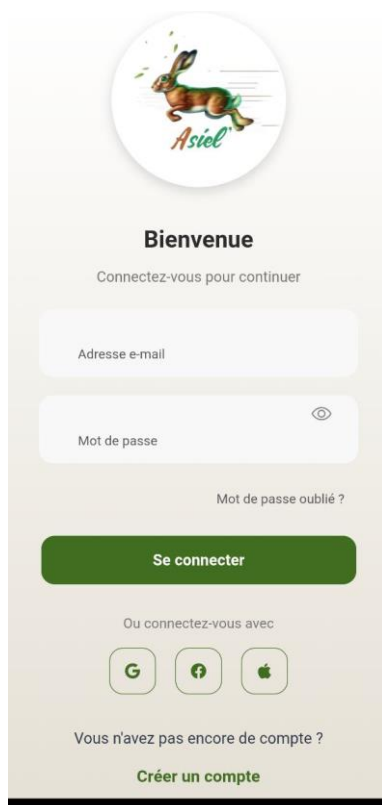 Asiel'
Bienvenue
Connectez-vous pour continuer
Adresse e-mail
Mot de passe
Mot de passe oublié ?
Se connecter
Ou connectez-vous avec
G
Vous n'avez pas encore de compte ?
Créer un compte